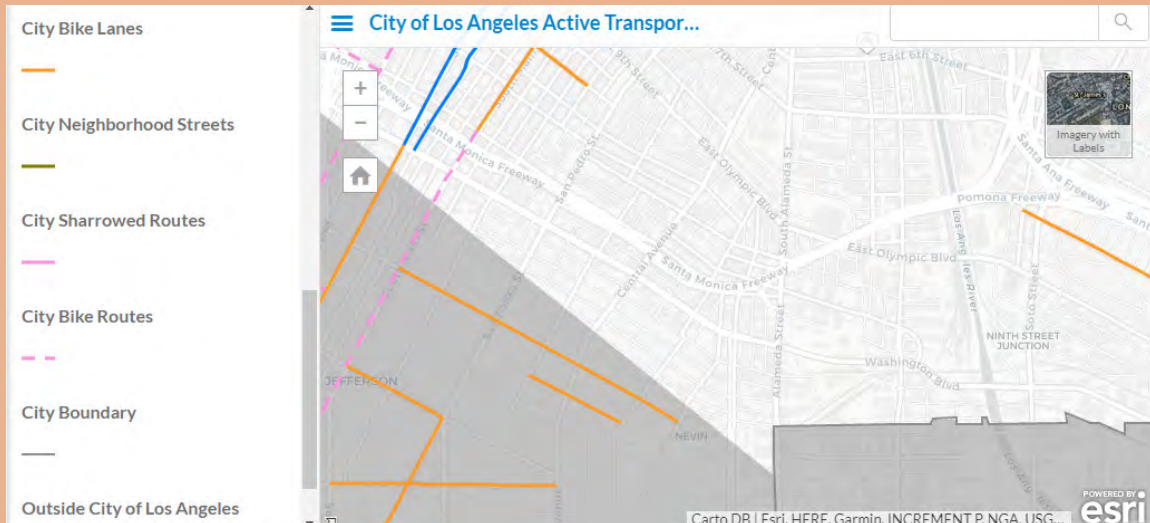 City Bike Lanes
City Neighborhood Streets
City Sharrowed Routes
City Bike Routes
City Boundary
Outside City of Los Angeles
City of Los Angeles Active Transpor...
+
−
Imagery with
Labels
Santa Monica Freeway
San Pedro St.
East Olympic Blvd
South Alameda St
East 6th Street
7th Street
Santa Ana Freeway
Pomona Freeway
Los Angeles River
East Olympic Blvd
Soto Street
Central Avenue
Santa Monica Freeway
Alameda Street
NINTH STREET
JUNCTION
Washington Blvd
JEFFERSON
NEVIN
Carto DB | Esri, HERE, Garmin, INCREMENT P, NGA, USG...
POWERED BY
esri